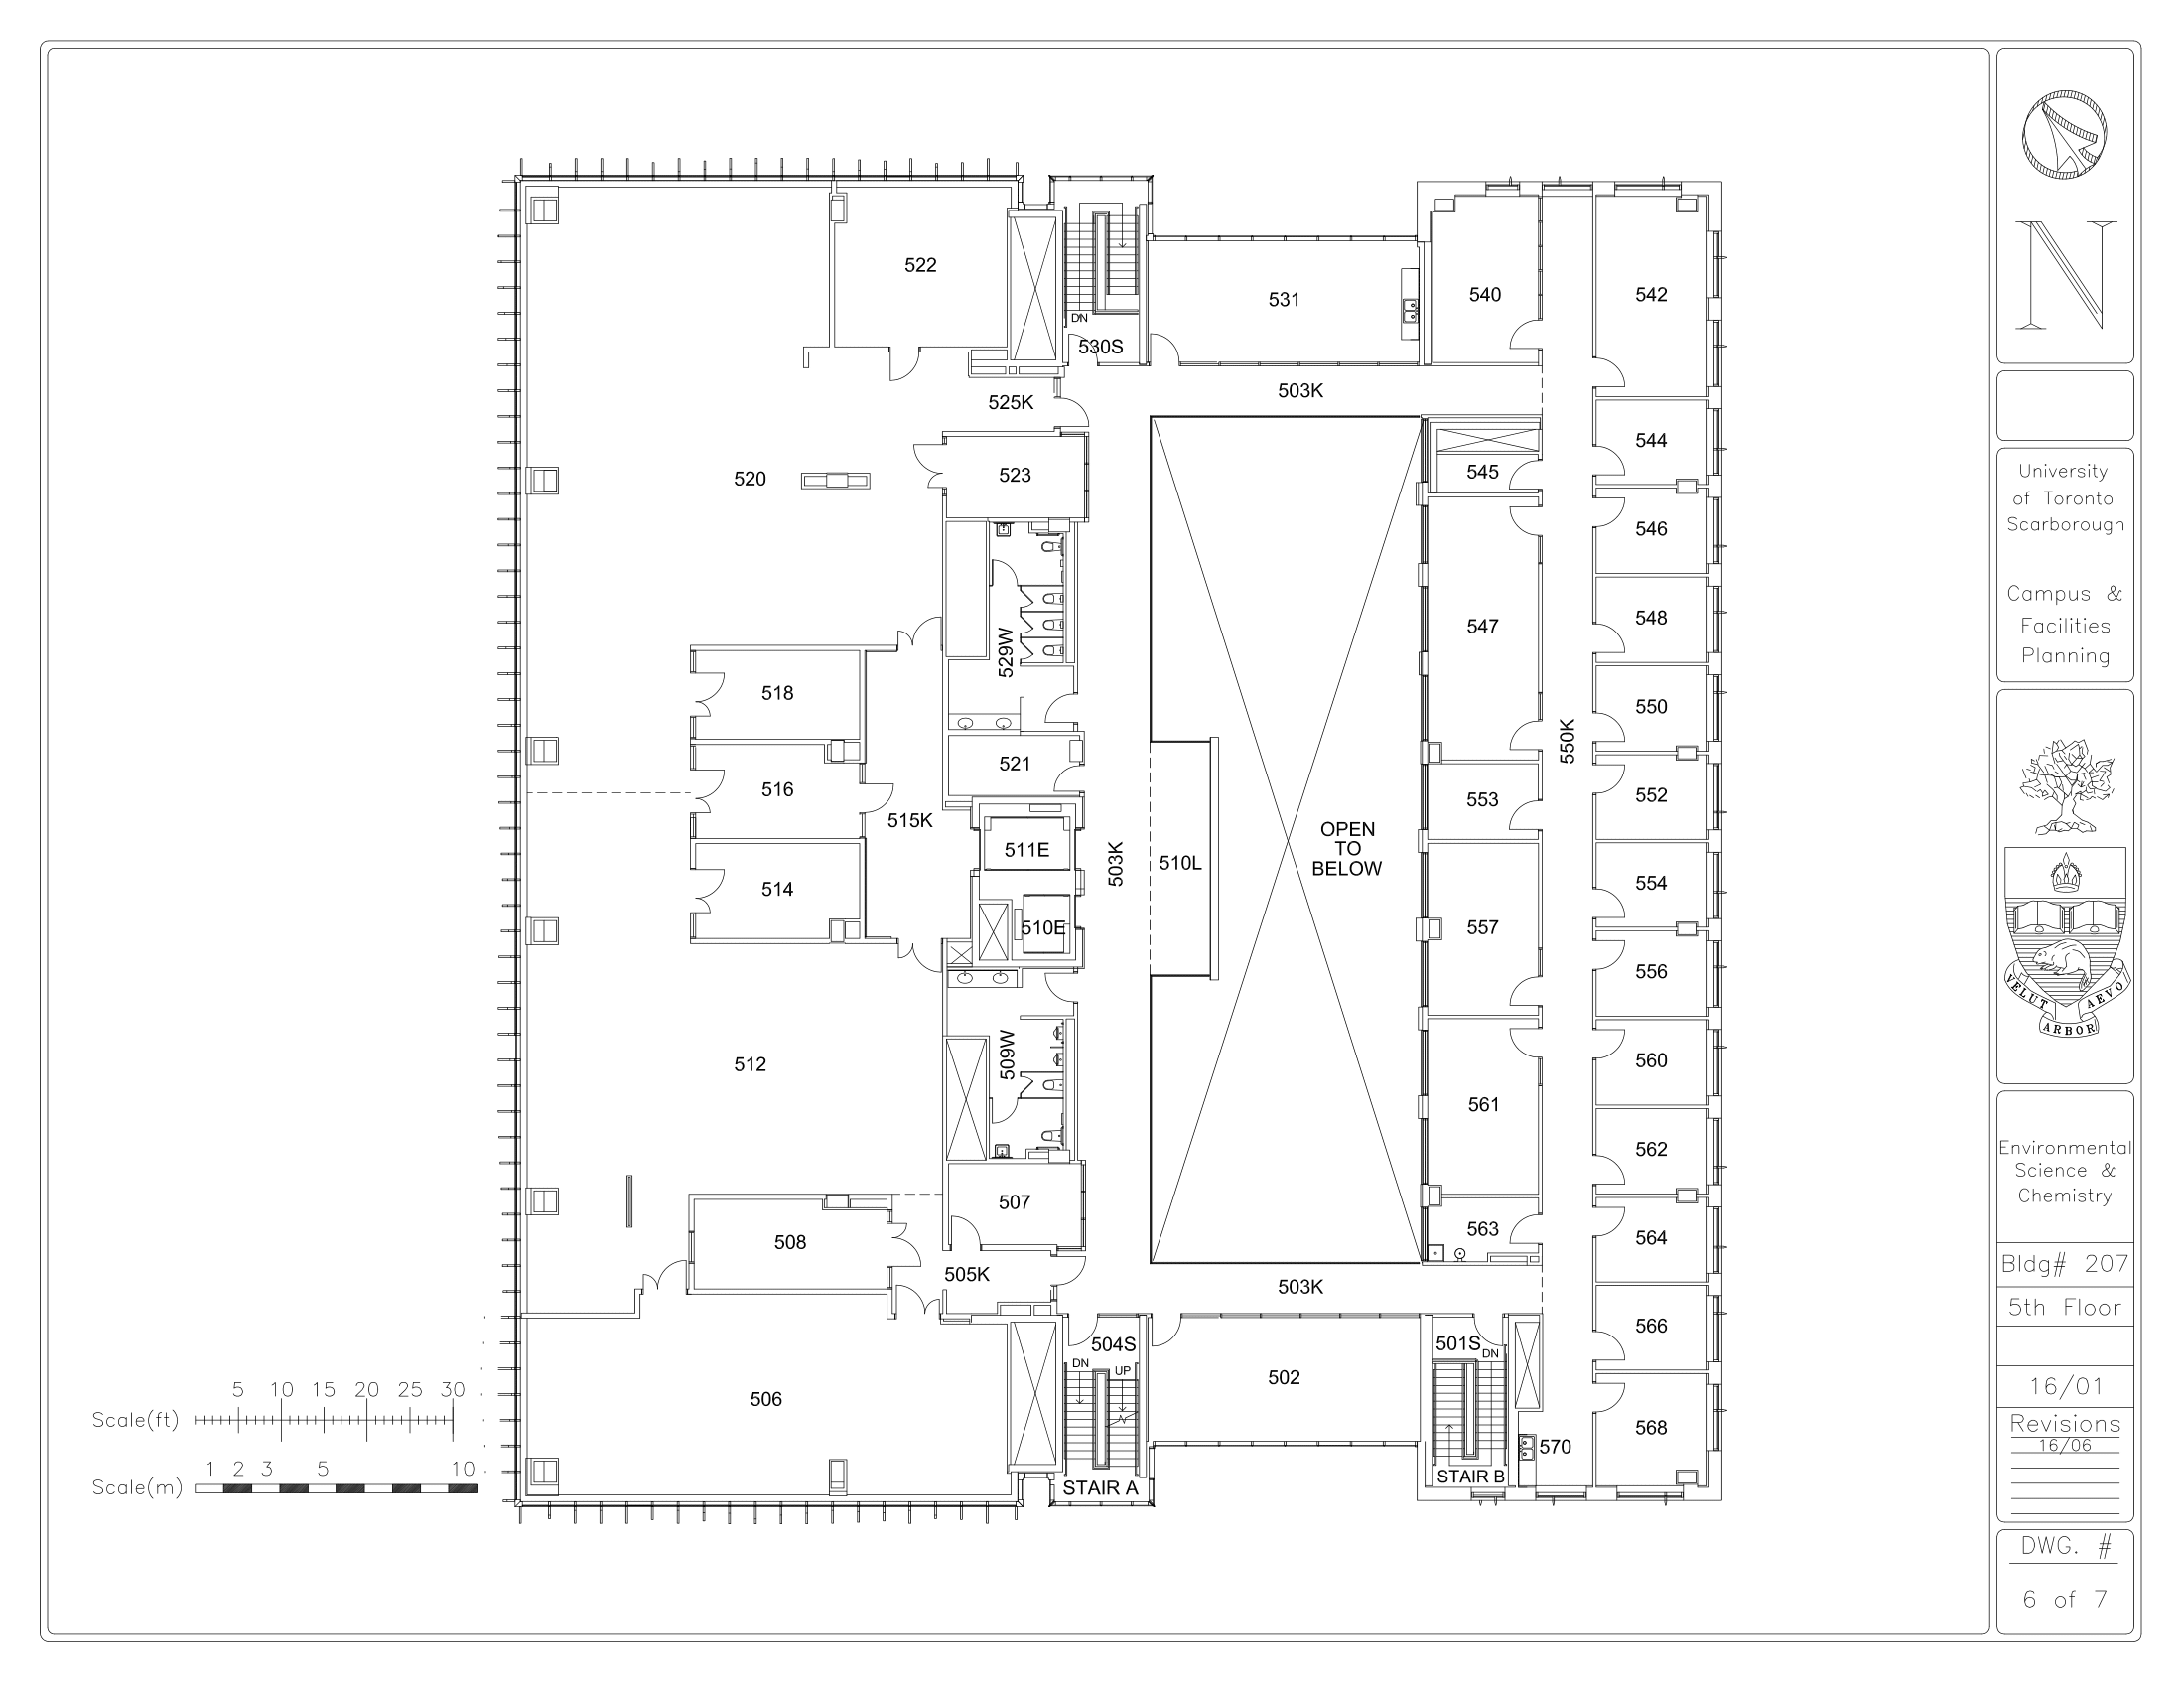 522
531
540
542
DN
530S
503K
525K
544
545
523
520
546
547
548
529W
518
550
550K
521
516
553
552
515K
OPEN
TO
BELOW
511E
503K
510L
514
554
557
510E
556
512
509W
560
561
562
507
563
564
508
505K
503K
566
504S
501S
DN
UP
DN
502
506
568
570
STAIR A
STAIR B
5 10 15 20 25 30
Scale(ft)
1 2 3 5 10
Scale(m)
N
University
of Toronto
Scarborough
Campus &
Facilities
Planning
VELUT ARBOR AEVO
Environmental
Science &
Chemistry
Bldg# 207
5th Floor
16/01
Revisions
16/06
DWG. #
6 of 7